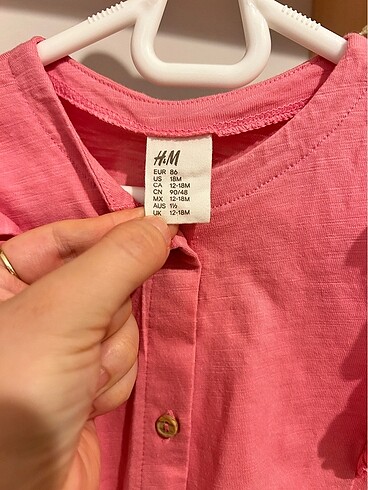 H&M
EUR 86
US 18M
CA 12-18M
CN 90/48
MX 12-18M
AUS 1½
UK 12-18M